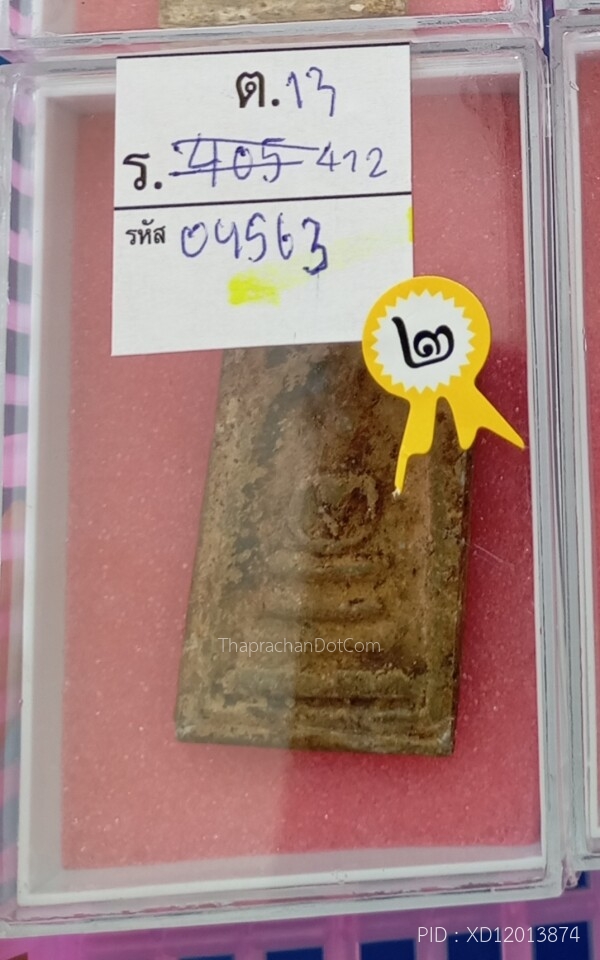 ต.13
ร. 405 412
รหัส 04563
๒
ThaprachanDotCom
PID : XD12013874